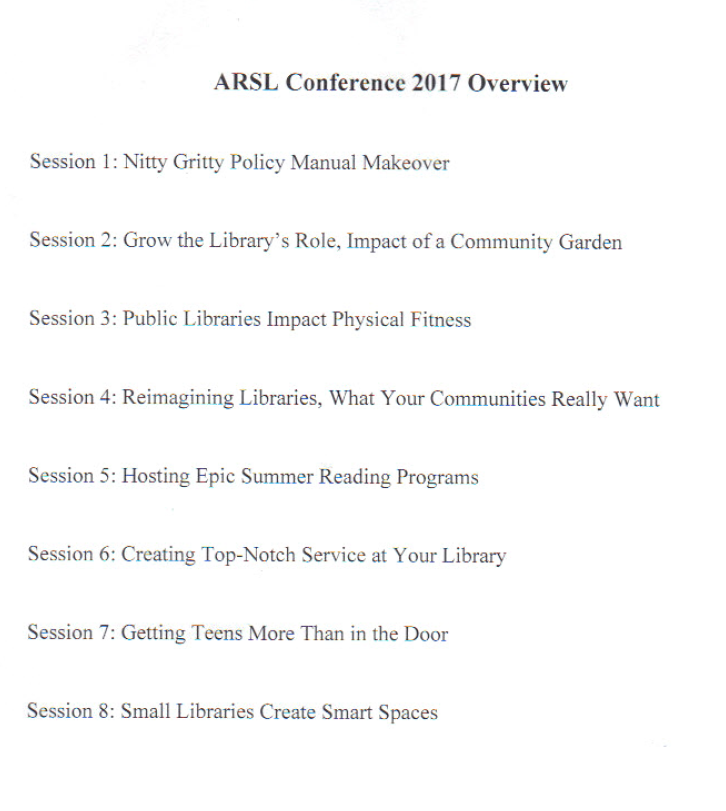 ARSL Conference 2017 Overview
Session 1: Nitty Gritty Policy Manual Makeover
Session 2: Grow the Library’s Role, Impact of a Community Garden
Session 3: Public Libraries Impact Physical Fitness
Session 4: Reimagining Libraries, What Your Communities Really Want
Session 5: Hosting Epic Summer Reading Programs
Session 6: Creating Top-Notch Service at Your Library
Session 7: Getting Teens More Than in the Door
Session 8: Small Libraries Create Smart Spaces